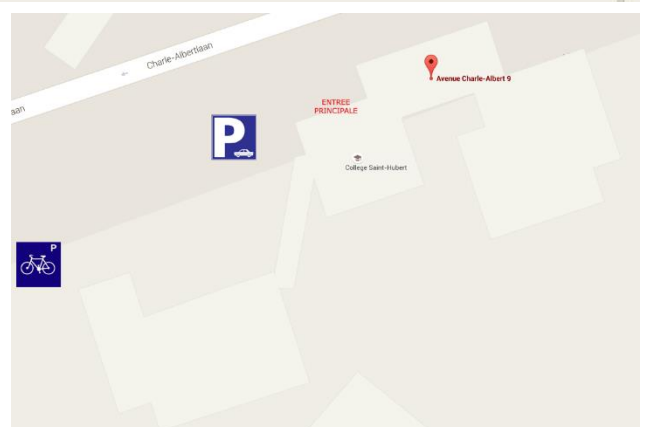 Charle-Albertlaan
aan
Avenue Charle-Albert 9
ENTREE
PRINCIPALE
P
College Saint-Hubert
P